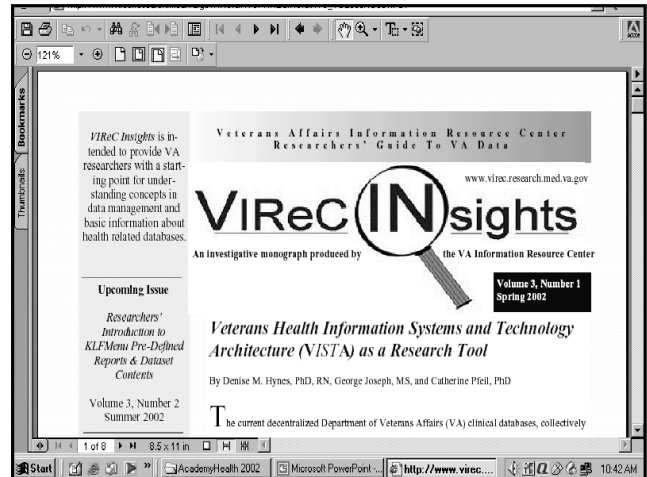 121%
Bookmarks
Thumbnails
VIReC Insights is in-
tended to provide VA
researchers with a start-
ing point for under-
standing concepts in
data management and
basic information about
health related databases.
Upcoming Issue
Researchers'
Introduction to
KLFMenu Pre-Defined
Reports & Dataset
Contents
Volume 3, Number 2
Summer 2002
Veterans Affairs Information Resource Center
Researchers' Guide To VA Data
www.virec.research.med.va.gov
VIReC INsights
An investigative monograph produced by the VA Information Resource Center
Volume 3, Number 1
Spring 2002
Veterans Health Information Systems and Technology
Architecture (VISTA) as a Research Tool
By Denise M. Hynes, PhD, RN, George Joseph, MS, and Catherine Pfeil, PhD
The current decentralized Department of Veterans Affairs (VA) clinical databases, collectively
1 of 8 8.5 x 11 in
Start » AcademyHealth 2002 Microsoft PowerPoint -... http://www.virec.... 10:42 AM